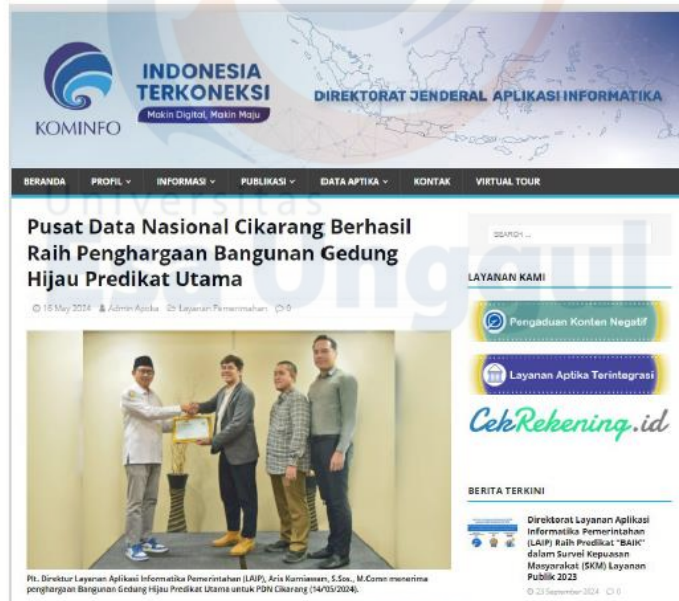 KOMINFO
INDONESIA
TERKONEKSI
Makin Digital, Makin Maju
DIREKTORAT JENDERAL APLIKASI INFORMATIKA
BERANDA PROFIL INFORMASI PUBLIKASI DATA APTIKA KONTAK VIRTUAL TOUR
Universitas
Esa Unggul
Pusat Data Nasional Cikarang Berhasil
Raih Penghargaan Bangunan Gedung
Hijau Predikat Utama
16 May 2024 Admin Aptika Layanan Pemerintahan 0
Plt. Direktur Layanan Aplikasi Informatika Pemerintahan (LAIP), Aris Kurniawan, S.Sos., M.Comn menerima
penghargaan Bangunan Gedung Hijau Predikat Utama untuk PDN Cikarang (14/05/2024).
SEARCH ...
LAYANAN KAMI
Pengaduan Konten Negatif
Layanan Aptika Terintegrasi
CekRekening.id
BERITA TERKINI
Direktorat Layanan Aplikasi
Informatika Pemerintahan
(LAIP) Raih Predikat "BAIK"
dalam Survei Kepuasan
Masyarakat (SKM) Layanan
Publik 2023
23 September 2024 0